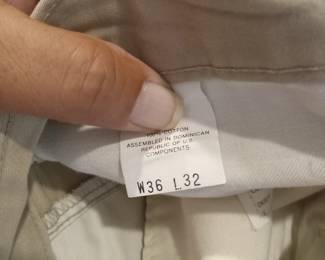 100% COTTON
ASSEMBLED IN DOMINICAN
REPUBLIC OF U.S.
COMPONENTS
W36 L32